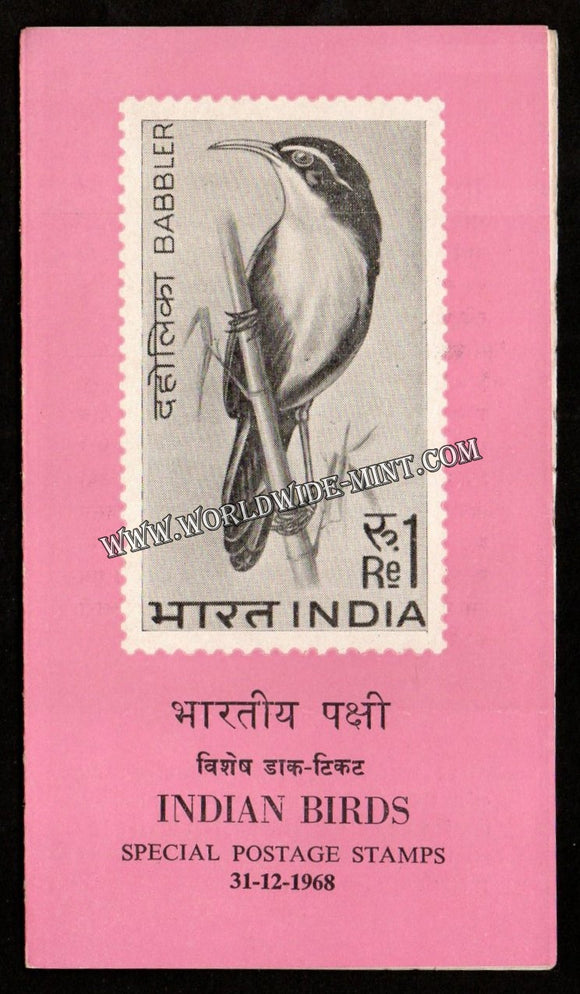 दहोलिका BABBLER
WWW.WORLDWIDE-MINT.COM
रु.1
Re
भारत INDIA
भारतीय पक्षी
विशेष डाक-टिकट
INDIAN BIRDS
SPECIAL POSTAGE STAMPS
31-12-1968